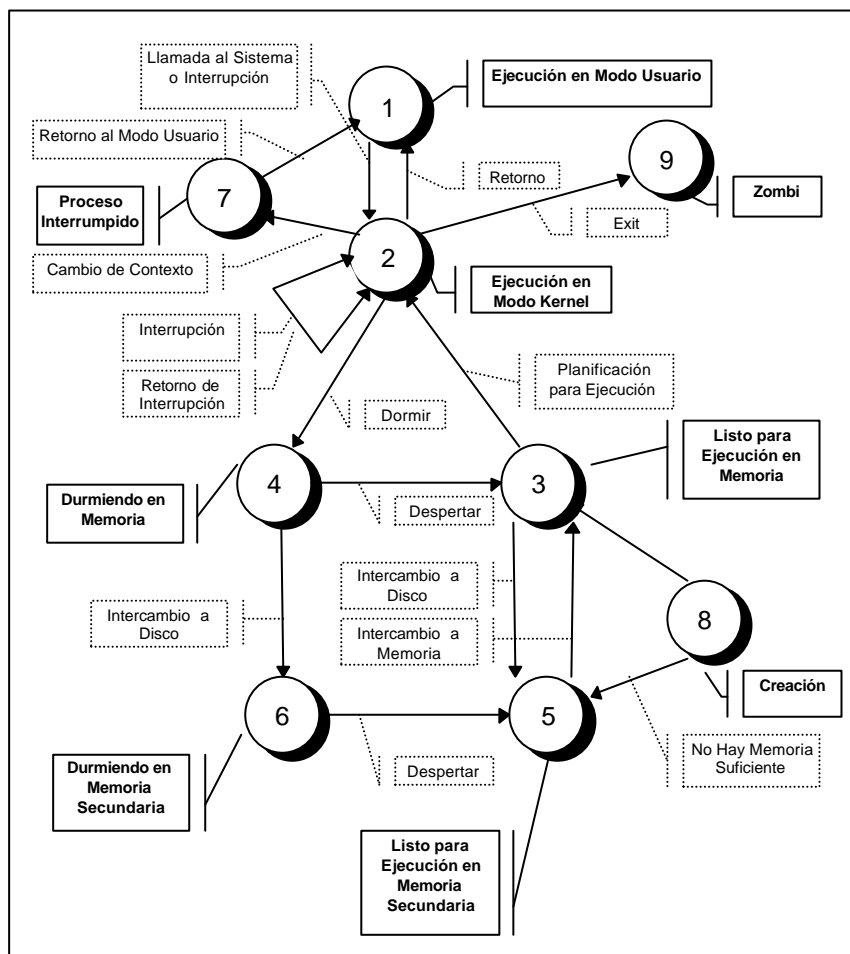 Llamada al Sistema
o Interrupción
Ejecución en Modo Usuario
1
Retorno al Modo Usuario
9
7
Retorno
Zombi
Proceso
Interrumpido
Exit
2
Cambio de Contexto
Ejecución en
Modo Kernel
Interrupción
Retorno de
Interrupción
Planificación
para Ejecución
Dormir
Listo para
Ejecución en
Memoria
4
3
Durmiendo en
Memoria
Despertar
Intercambio a
Disco
Intercambio a
Disco
Intercambio a
Memoria
8
Creación
6
5
No Hay Memoria
Suficiente
Durmiendo en
Memoria
Secundaria
Despertar
Listo para
Ejecución en
Memoria
Secundaria